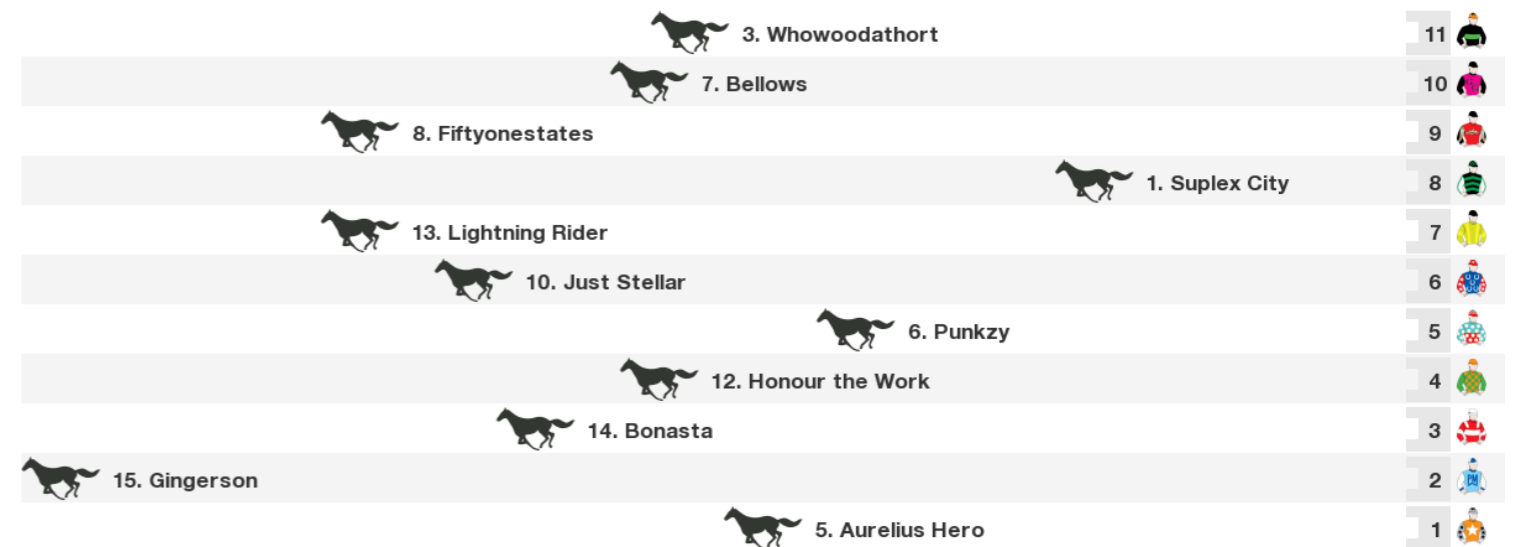 3. Whowoodathort 11
7. Bellows 10
8. Fiftyonestates 9
1. Suplex City 8
13. Lightning Rider 7
10. Just Stellar 6
6. Punkzy 5
12. Honour the Work 4
14. Bonasta 3
15. Gingerson 2
5. Aurelius Hero 1